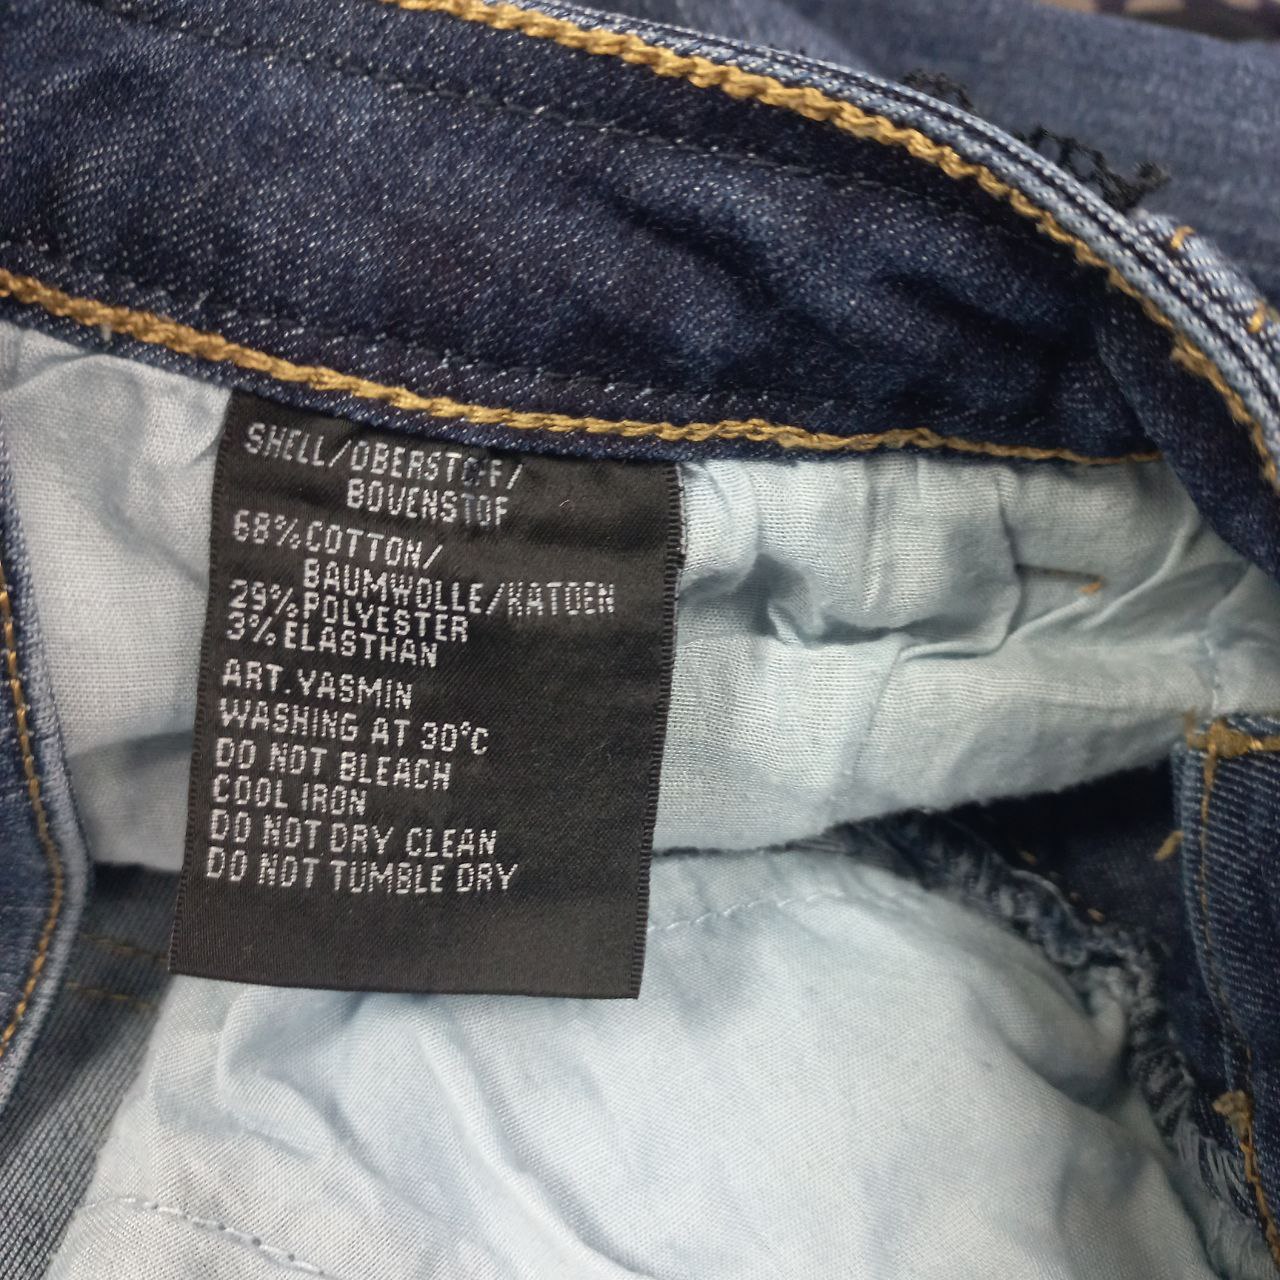 SHELL/OBERSTOFF/
BOVENSTOF
68%COTTON/
BAUMWOLLE/KATOEN
29%POLYESTER
3%ELASTHAN
ART.YASMIN
WASHING AT 30°C
DO NOT BLEACH
COOL IRON
DO NOT DRY CLEAN
DO NOT TUMBLE DRY